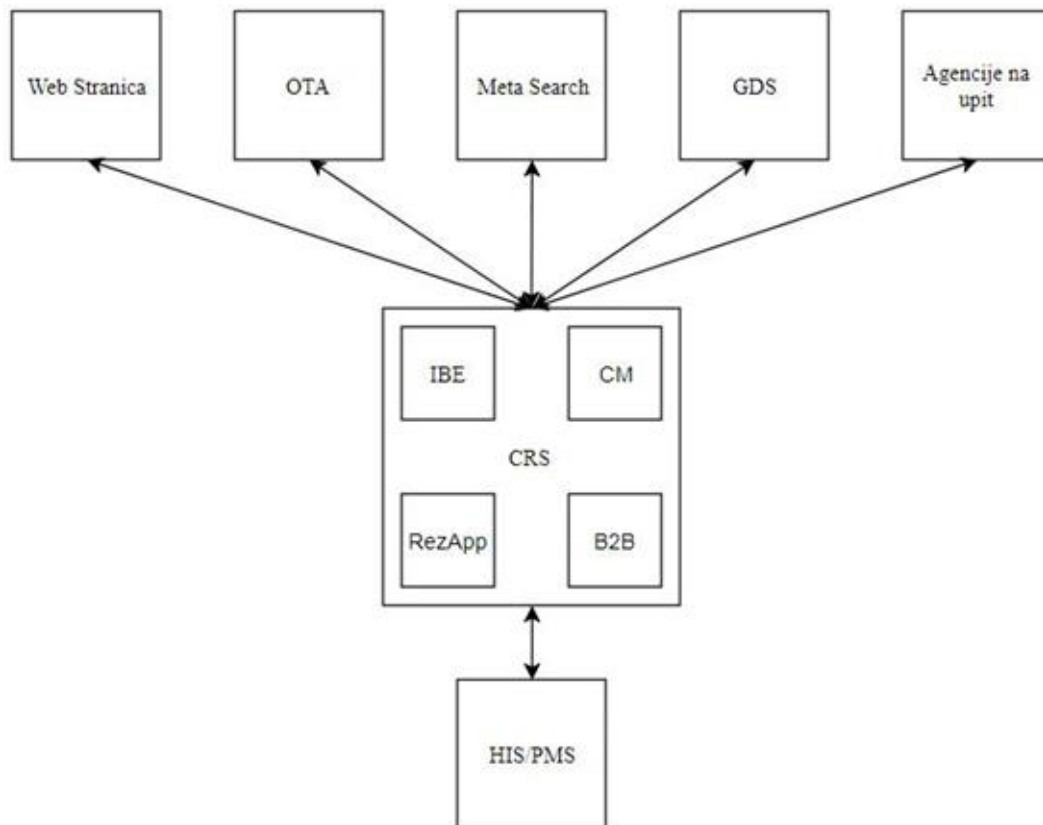 Web Stranica
OTA
Meta Search
GDS
Agencije na
upit
IBE
CM
CRS
RezApp
B2B
HIS/PMS